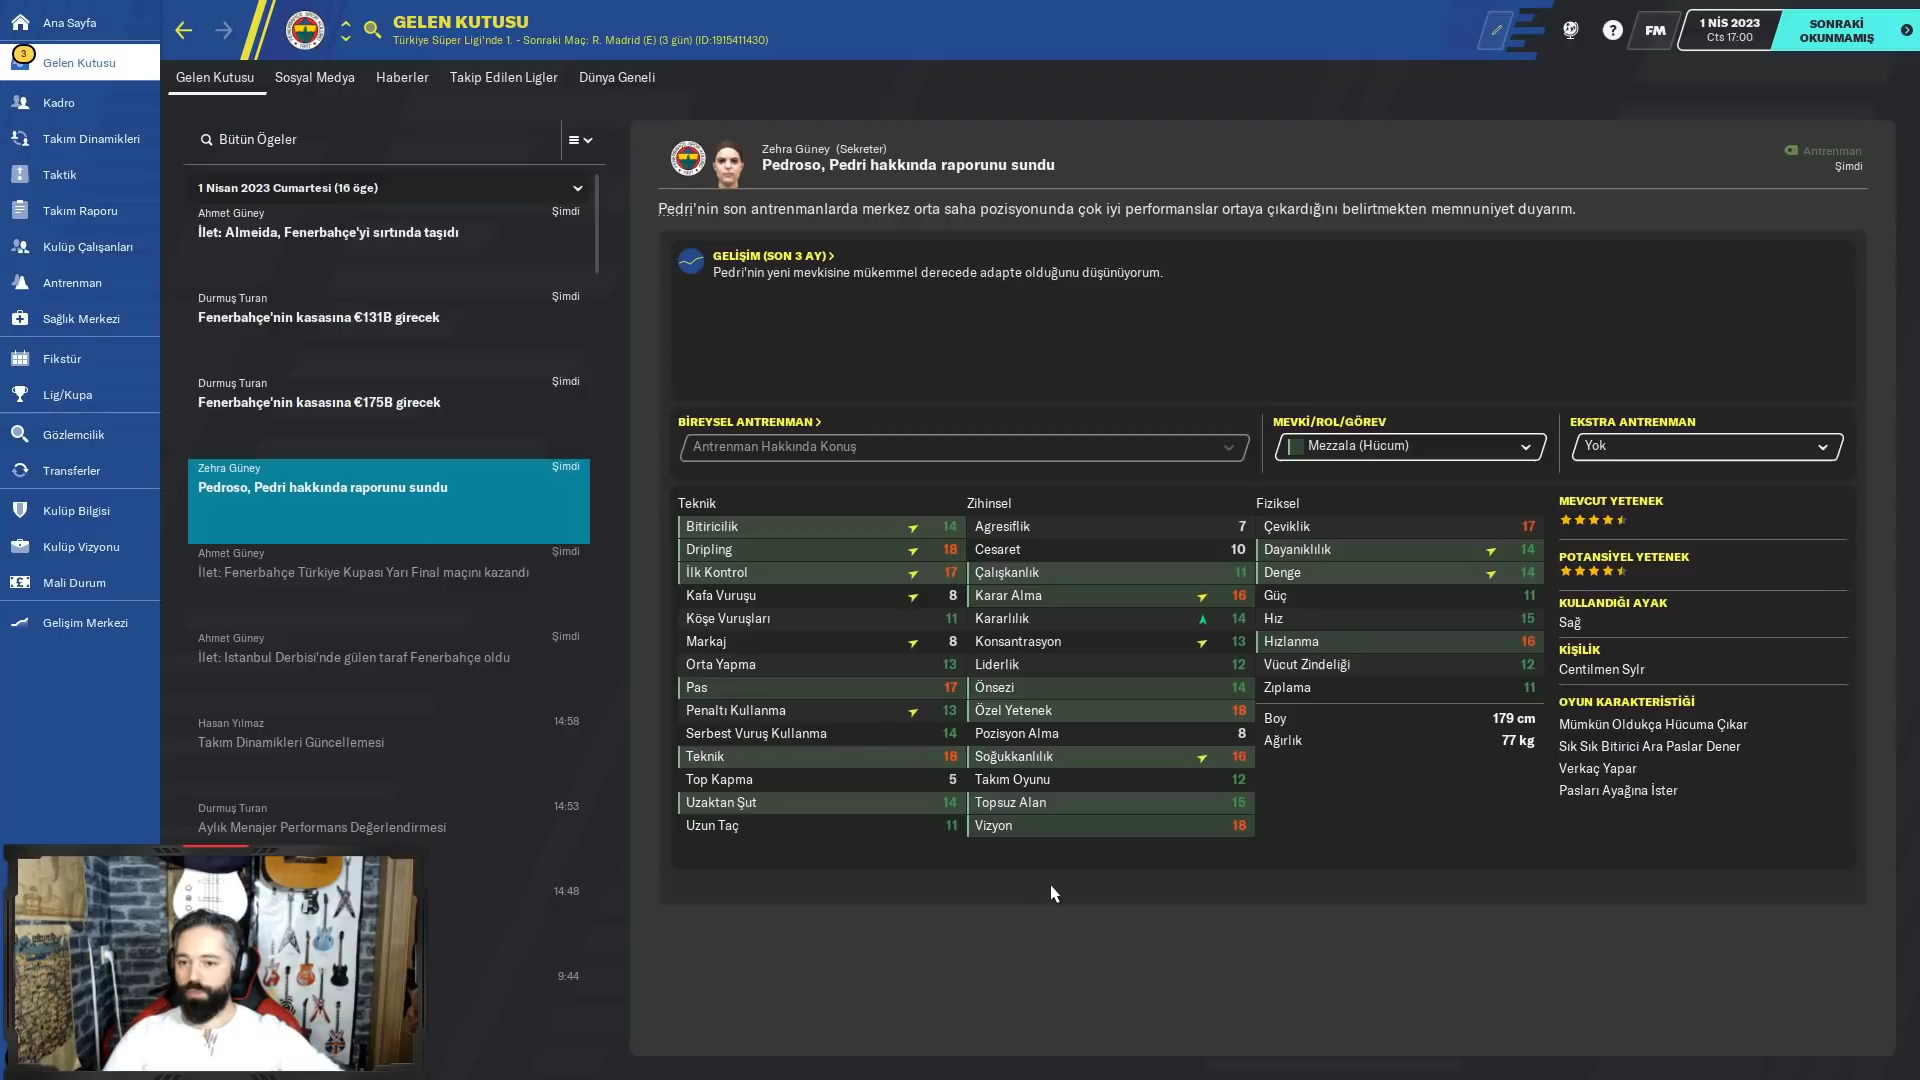 Ana Sayfa
3
Gelen Kutusu
Kadro
Takım Dinamikleri
Taktik
Takım Raporu
Kulüp Çalışanları
Antrenman
Sağlık Merkezi
Fikstür
Lig/Kupa
Gözlemcilik
Transferler
Kulüp Bilgisi
Kulüp Vizyonu
Mali Durum
Gelişim Merkezi
GELEN KUTUSU
Türkiye Süper Ligi'nde 1. - Sonraki Maç: R. Madrid (E) (3 gün) (ID:1915411430)
?
FM
1 NİS 2023
Cts 17:00
SONRAKİ
OKUNMAMIŞ
Gelen Kutusu
Sosyal Medya
Haberler
Takip Edilen Ligler
Dünya Geneli
Bütün Ögeler
1 Nisan 2023 Cumartesi (16 öge)
Ahmet Güney Şimdi
İlet: Almeida, Fenerbahçe'yi sırtında taşıdı
Durmuş Turan Şimdi
Fenerbahçe'nin kasasına €131B girecek
Durmuş Turan Şimdi
Fenerbahçe'nin kasasına €175B girecek
Zehra Güney Şimdi
Pedroso, Pedri hakkında raporunu sundu
Ahmet Güney Şimdi
İlet: Fenerbahçe Türkiye Kupası Yarı Final maçını kazandı
Ahmet Güney Şimdi
İlet: Istanbul Derbisi'nde gülen taraf Fenerbahçe oldu
Hasan Yılmaz 14:58
Takım Dinamikleri Güncellemesi
Durmuş Turan 14:53
Aylık Menajer Performans Değerlendirmesi
14:48
9:44
Zehra Güney (Sekreter)
Pedroso, Pedri hakkında raporunu sundu
Antrenman
Şimdi
Pedri'nin son antrenmanlarda merkez orta saha pozisyonunda çok iyi performanslar ortaya çıkardığını belirtmekten memnuniyet duyarım.
GELİŞİM (SON 3 AY)
Pedri'nin yeni mevkisine mükemmel derecede adapte olduğunu düşünüyorum.
BİREYSEL ANTRENMAN
Antrenman Hakkında Konuş
MEVKİ/ROL/GÖREV
Mezzala (Hücum)
EKSTRA ANTRENMAN
Yok
Teknik
Bitiricilik 14
Dripling 18
İlk Kontrol 17
Kafa Vuruşu 8
Köşe Vuruşları 11
Markaj 8
Orta Yapma 13
Pas 17
Penaltı Kullanma 13
Serbest Vuruş Kullanma 14
Teknik 18
Top Kapma 5
Uzaktan Şut 14
Uzun Taç 11
Zihinsel
Agresiflik 7
Cesaret 10
Çalışkanlık 11
Karar Alma 16
Kararlılık 14
Konsantrasyon 13
Liderlik 12
Önsezi 14
Özel Yetenek 18
Pozisyon Alma 8
Soğukkanlılık 16
Takım Oyunu 12
Topsuz Alan 15
Vizyon 18
Fiziksel
Çeviklik 17
Dayanıklılık 14
Denge 14
Güç 11
Hız 15
Hızlanma 16
Vücut Zindeliği 12
Zıplama 11
Boy 179 cm
Ağırlık 77 kg
MEVCUT YETENEK
POTANSİYEL YETENEK
KULLANDIĞI AYAK
Sağ
KİŞİLİK
Centilmen Sylr
OYUN KARAKTERİSTİĞİ
Mümkün Oldukça Hücuma Çıkar
Sık Sık Bitirici Ara Paslar Dener
Verkaç Yapar
Pasları Ayağına İster